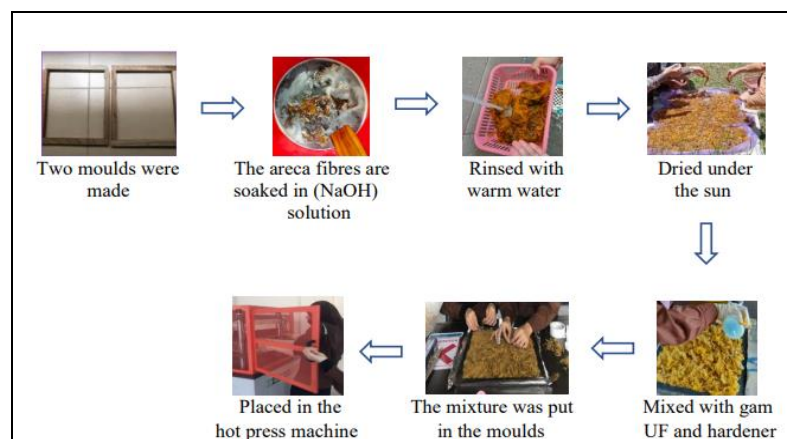 Two moulds were
made
The areca fibres are
soaked in (NaOH)
solution
Rinsed with
warm water
Dried under
the sun
Mixed with gam
UF and hardener
The mixture was put
in the moulds
Placed in the
hot press machine